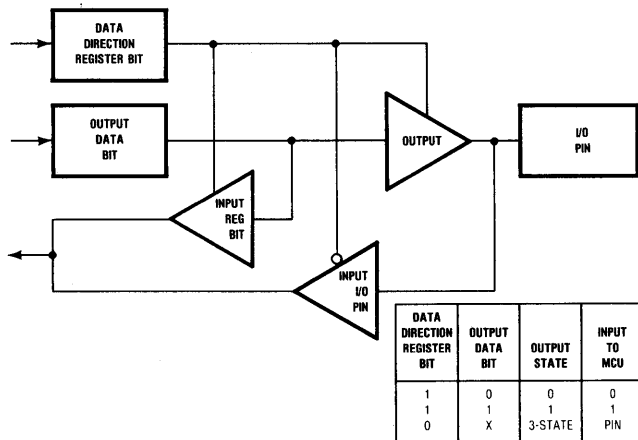 DATA
DIRECTION
REGISTER BIT
OUTPUT
DATA
BIT
OUTPUT
I/O
PIN
INPUT
REG
BIT
INPUT
I/O
PIN
DATA DIRECTION REGISTER BIT OUTPUT DATA BIT OUTPUT STATE INPUT TO MCU
1 0 0 0
1 1 1 1
0 X 3-STATE PIN